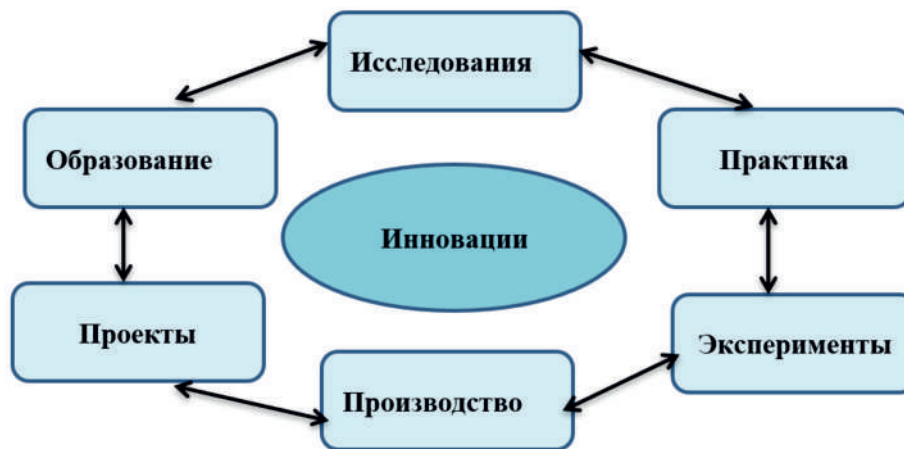 Исследования
Образование
Практика
Инновации
Проекты
Эксперименты
Производство